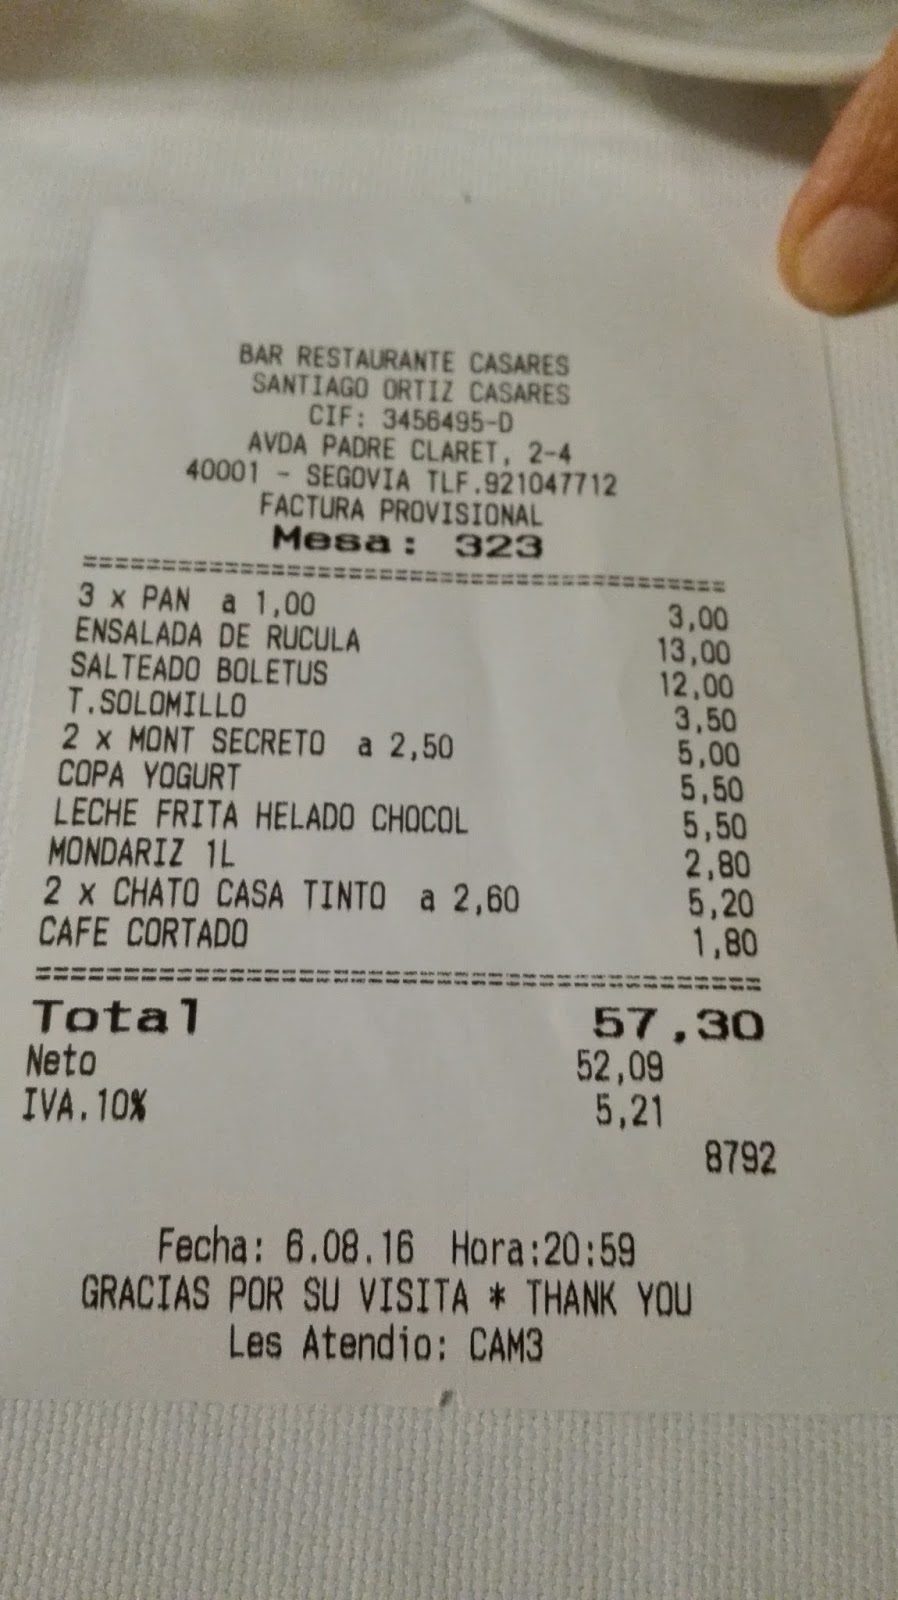 BAR RESTAURANTE CASARES
SANTIAGO ORTIZ CASARES
CIF: 3456495-D
AVDA PADRE CLARET, 2-4
40001 - SEGOVIA TLF.921047712
FACTURA PROVISIONAL
Mesa: 323
3 x PAN a 1,00 3,00
ENSALADA DE RUCULA 13,00
SALTEADO BOLETUS 12,00
T.SOLOMILLO 3,50
2 x MONT SECRETO a 2,50 5,00
COPA YOGURT 5,50
LECHE FRITA HELADO CHOCOL 5,50
MONDARIZ 1L 2,80
2 x CHATO CASA TINTO a 2,60 5,20
CAFE CORTADO 1,80
Total 57,30
Neto 52,09
IVA.10% 5,21
8792
Fecha: 6.08.16 Hora:20:59
GRACIAS POR SU VISITA * THANK YOU
Les Atendio: CAM3